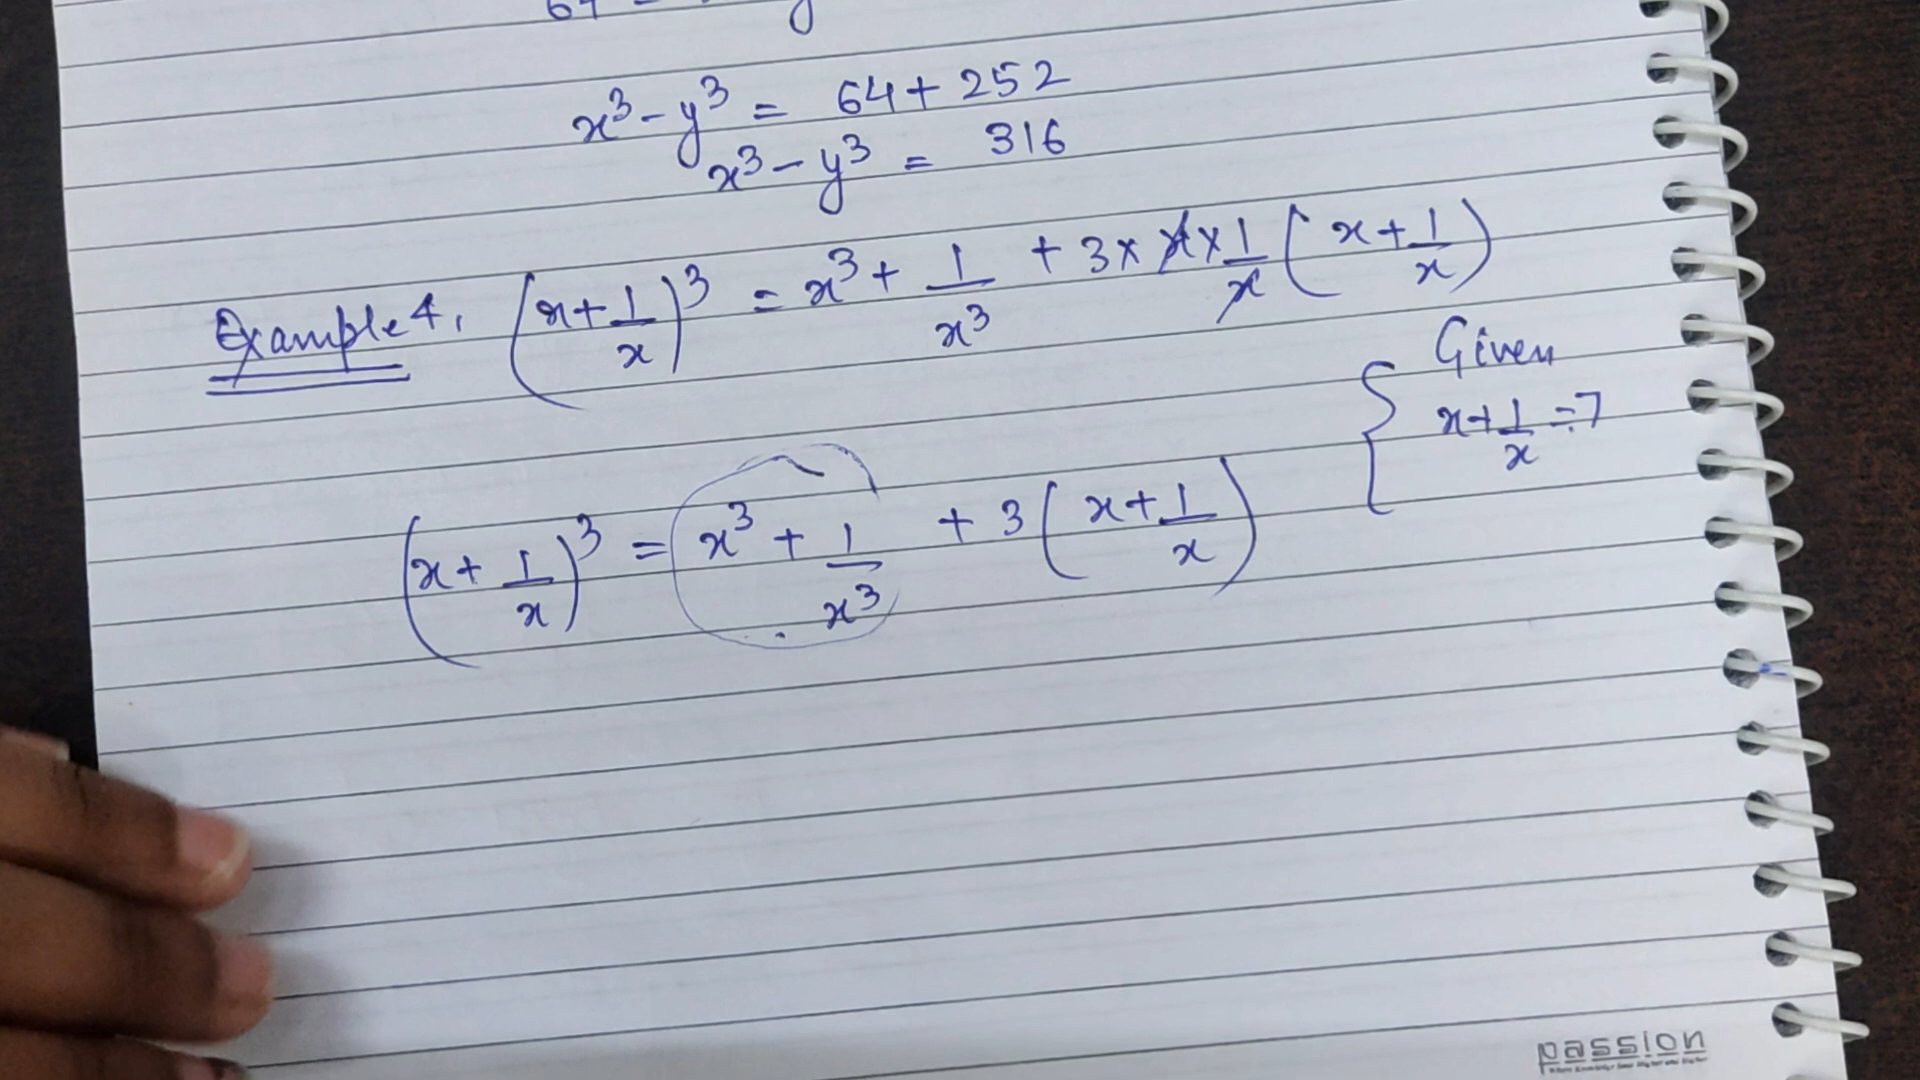 64
x³ - y³ = 64 + 252
x³ - y³ = 316
Example 4. (x + 1/x)³ = x³ + 1/x³ + 3 × x × 1/x (x + 1/x)
Given
x + 1/x = 7
(x + 1/x)³ = x³ + 1/x³ + 3 (x + 1/x)
passion